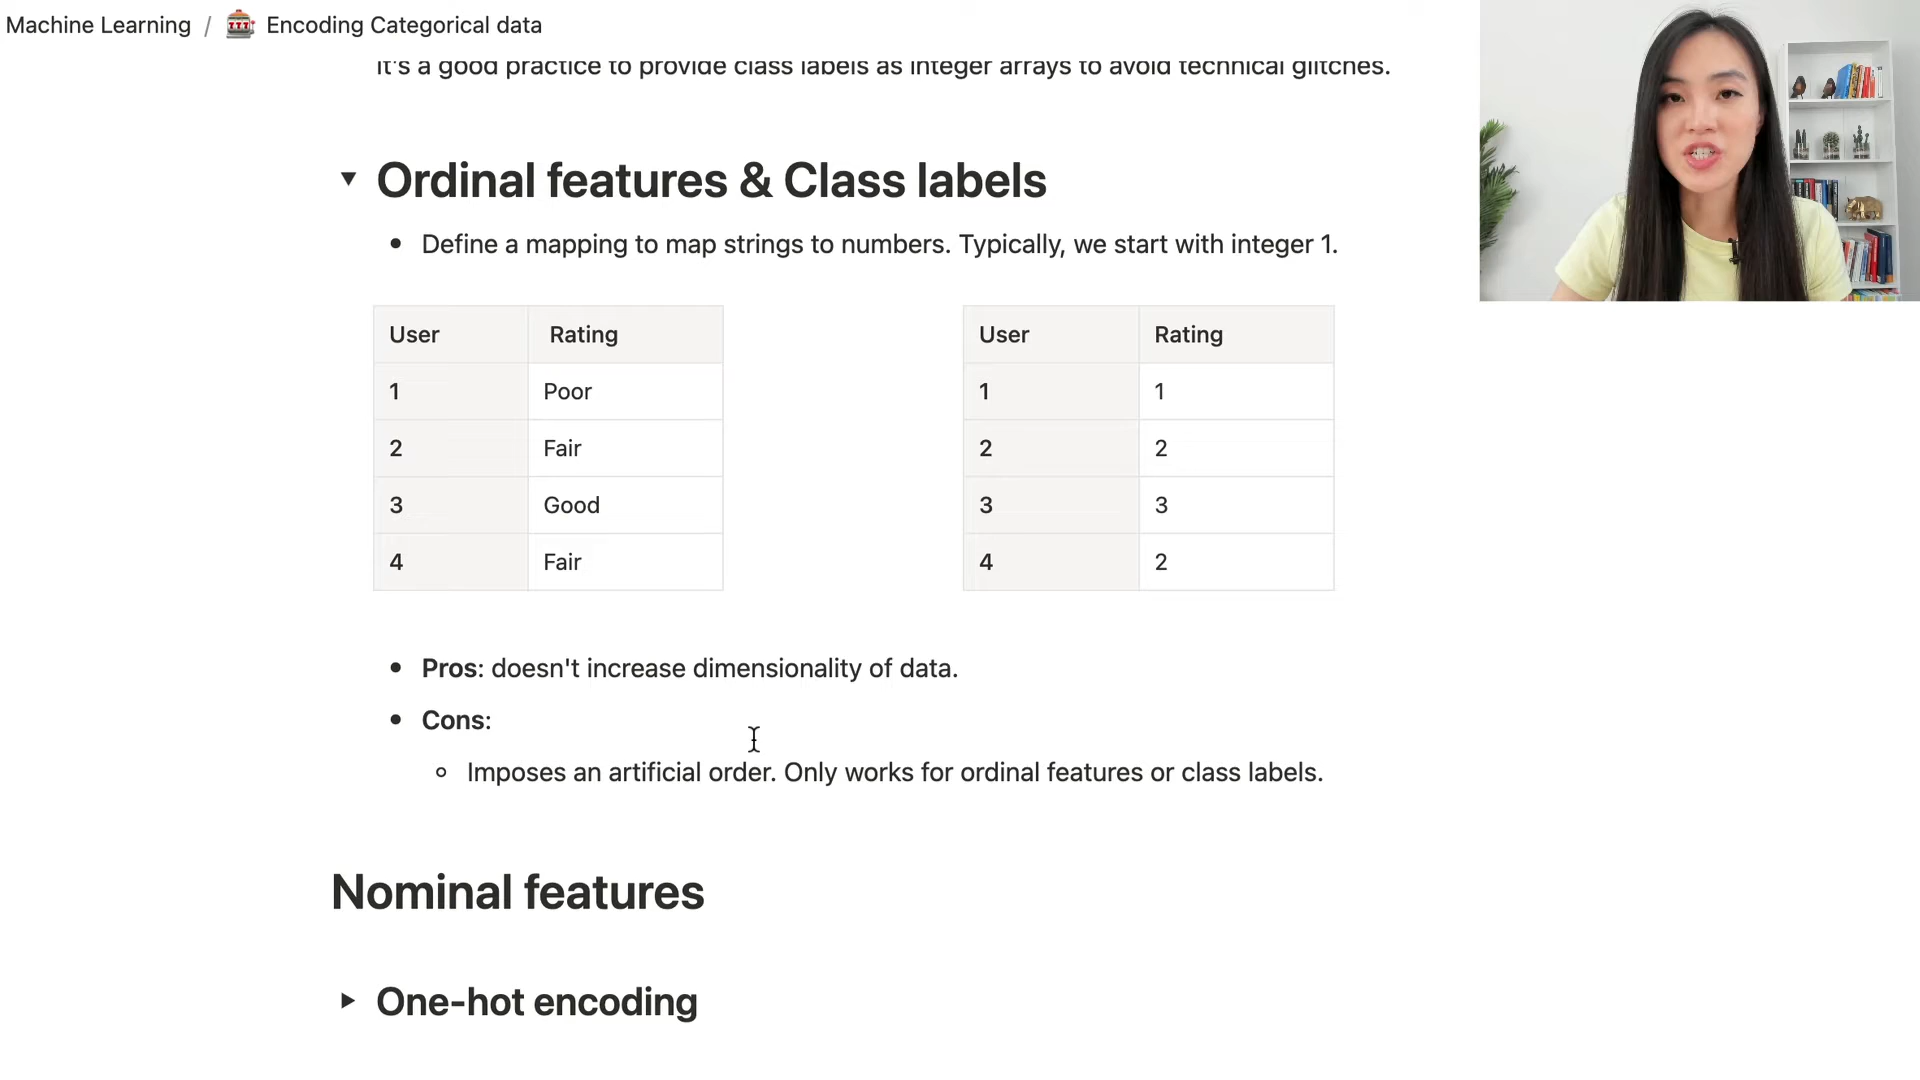 Machine Learning / Encoding Categorical data
It's a good practice to provide class labels as integer arrays to avoid technical glitches.
Ordinal features & Class labels
Define a mapping to map strings to numbers. Typically, we start with integer 1.
User Rating
1 Poor
2 Fair
3 Good
4 Fair
User Rating
1 1
2 2
3 3
4 2
Pros: doesn't increase dimensionality of data.
Cons:
Imposes an artificial order. Only works for ordinal features or class labels.
Nominal features
One-hot encoding